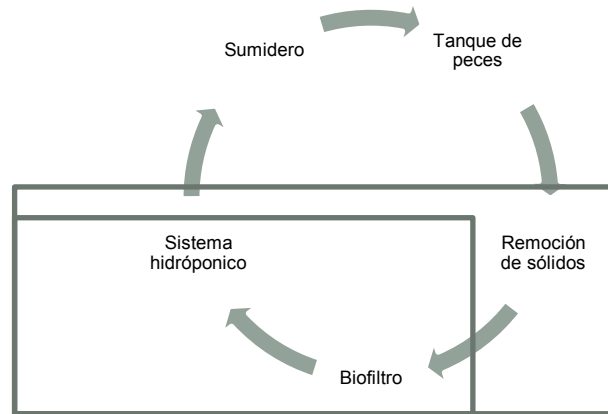 Sumidero
Tanque de
peces
Sistema
hidróponico
Remoción
de sólidos
Biofiltro